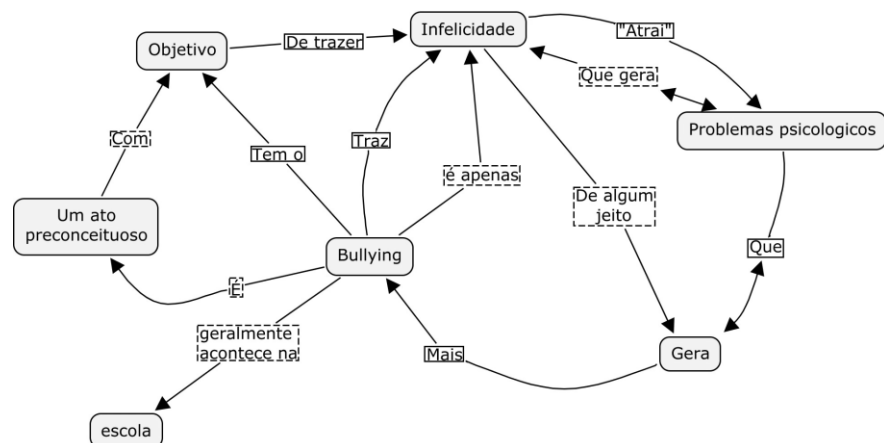 Infelicidade
"Atrai"
Objetivo
De trazer
Que gera
Problemas psicologicos
Com
Tem o
Traz
é apenas
De algum
jeito
Um ato
preconceituoso
Bullying
Que
É
geralmente
acontece na
Mais
Gera
escola